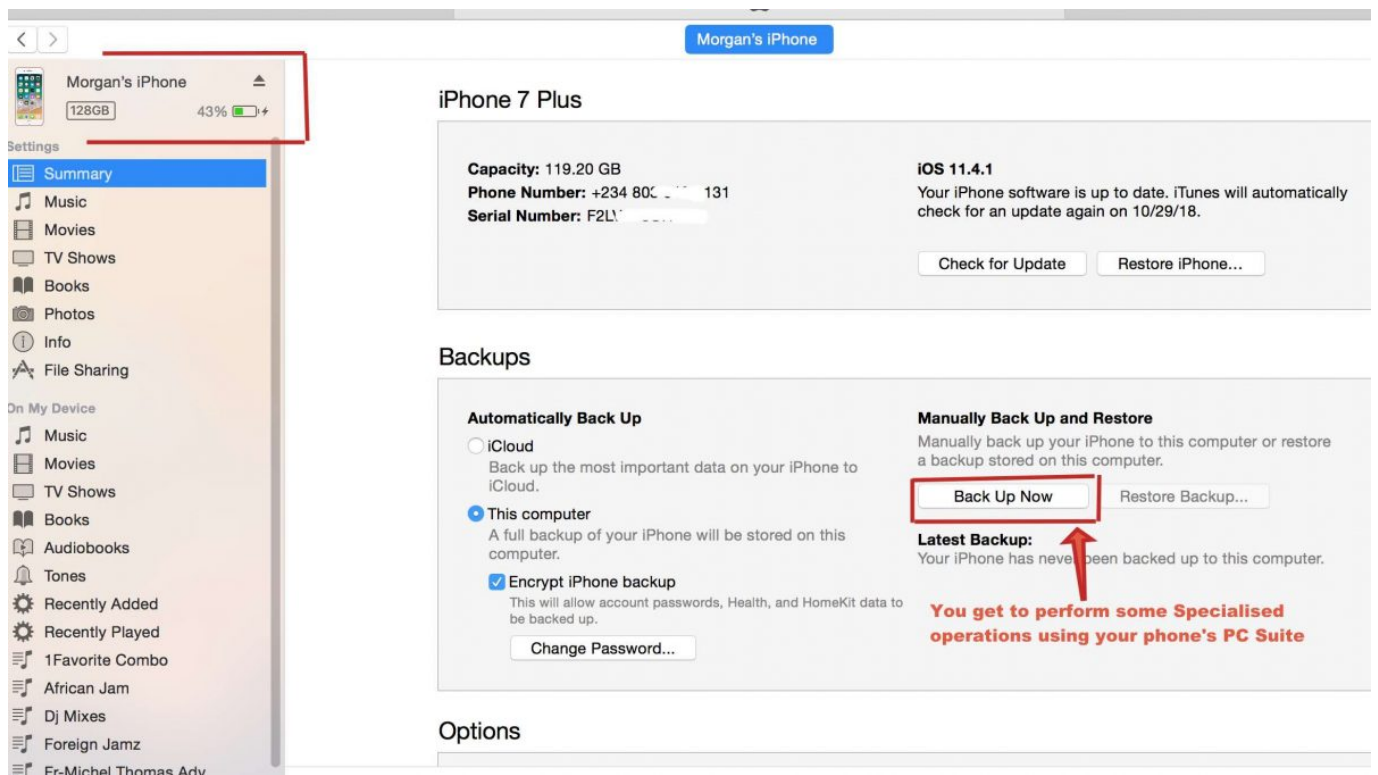 Morgan's iPhone
Morgan's iPhone
128GB
43%
Settings
Summary
Music
Movies
TV Shows
Books
Photos
Info
File Sharing
On My Device
Music
Movies
TV Shows
Books
Audiobooks
Tones
Recently Added
Recently Played
1Favorite Combo
African Jam
Dj Mixes
Foreign Jamz
Fr-Michel Thomas Adv
iPhone 7 Plus
Capacity: 119.20 GB
Phone Number: +234 131
Serial Number:
iOS 11.4.1
Your iPhone software is up to date. iTunes will automatically
check for an update again on 10/29/18.
Check for Update
Restore iPhone...
Backups
Automatically Back Up
iCloud
Back up the most important data on your iPhone to
iCloud.
This computer
A full backup of your iPhone will be stored on this
computer.
Encrypt iPhone backup
This will allow account passwords, Health, and HomeKit data to
be backed up.
Change Password...
Manually Back Up and Restore
Manually back up your iPhone to this computer or restore
a backup stored on this computer.
Back Up Now
Restore Backup...
Latest Backup:
Your iPhone has never been backed up to this computer.
You get to perform some Specialised
operations using your phone's PC Suite
Options